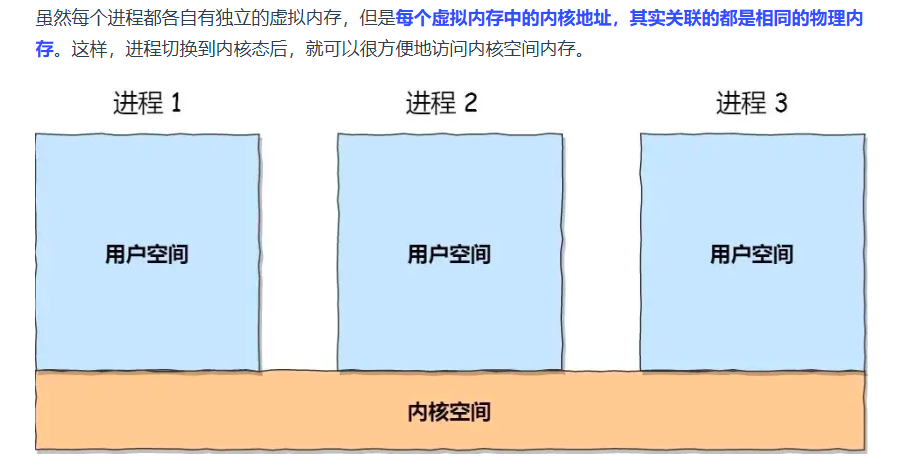 虽然每个进程都各自有独立的虚拟内存，但是每个虚拟内存中的内核地址，其实关联的都是相同的物理内
存。这样，进程切换到内核态后，就可以很方便地访问内核空间内存。
进程 1 进程 2 进程 3
用户空间 用户空间 用户空间
内核空间